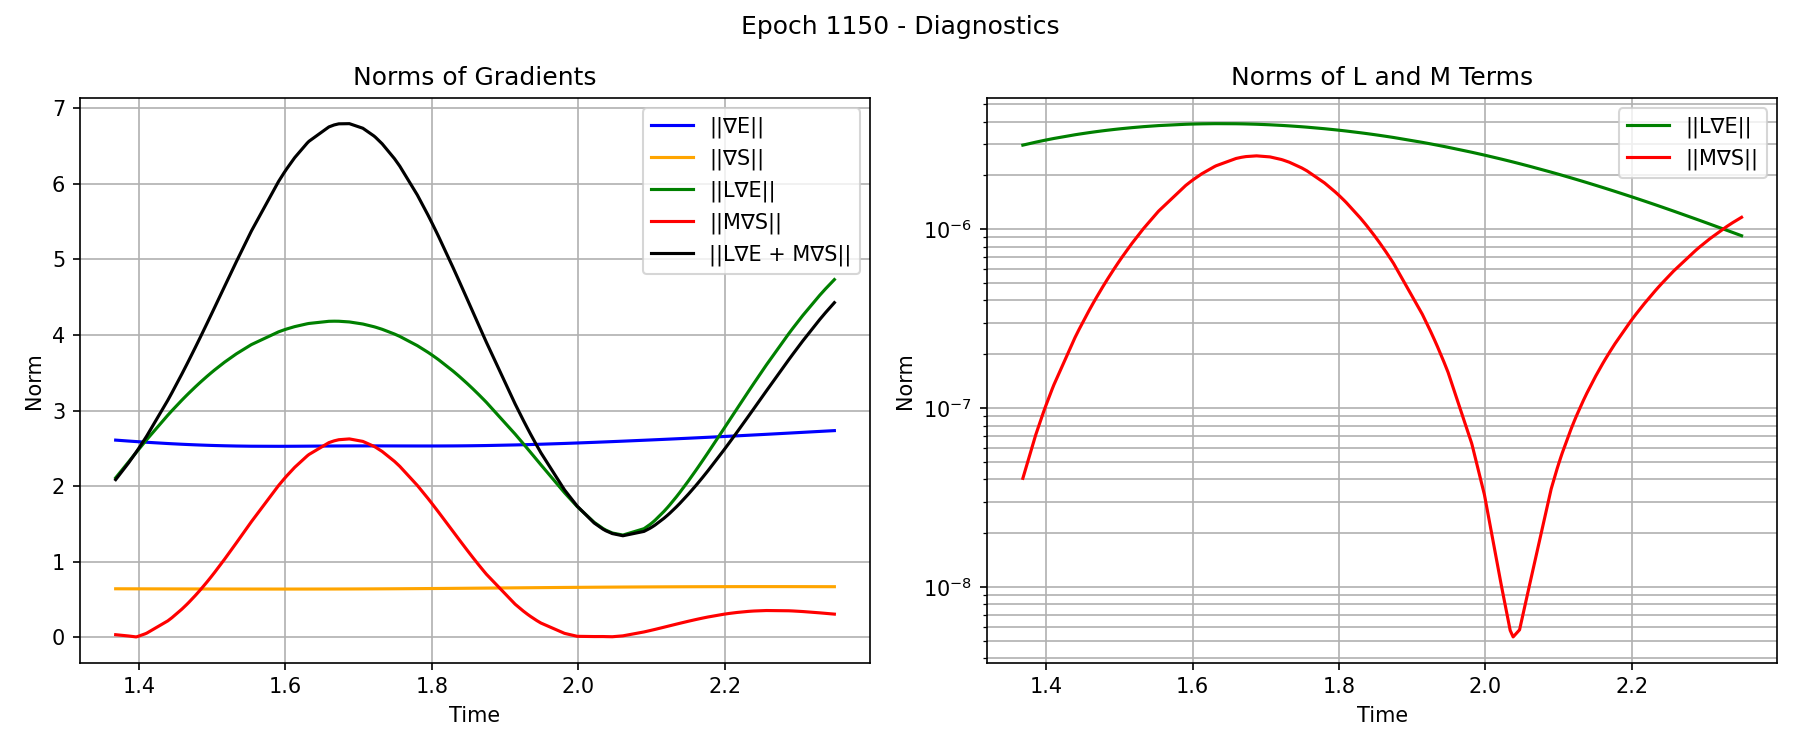 Epoch 1150 - Diagnostics
Norms of Gradients
7
6
5
4
3
2
1
0
Norm
1.4 1.6 1.8 2.0 2.2
Time
||∇E||
||∇S||
||L∇E||
||M∇S||
||L∇E + M∇S||
Norms of L and M Terms
10⁻⁶
10⁻⁷
10⁻⁸
Norm
1.4 1.6 1.8 2.0 2.2
Time
||L∇E||
||M∇S||